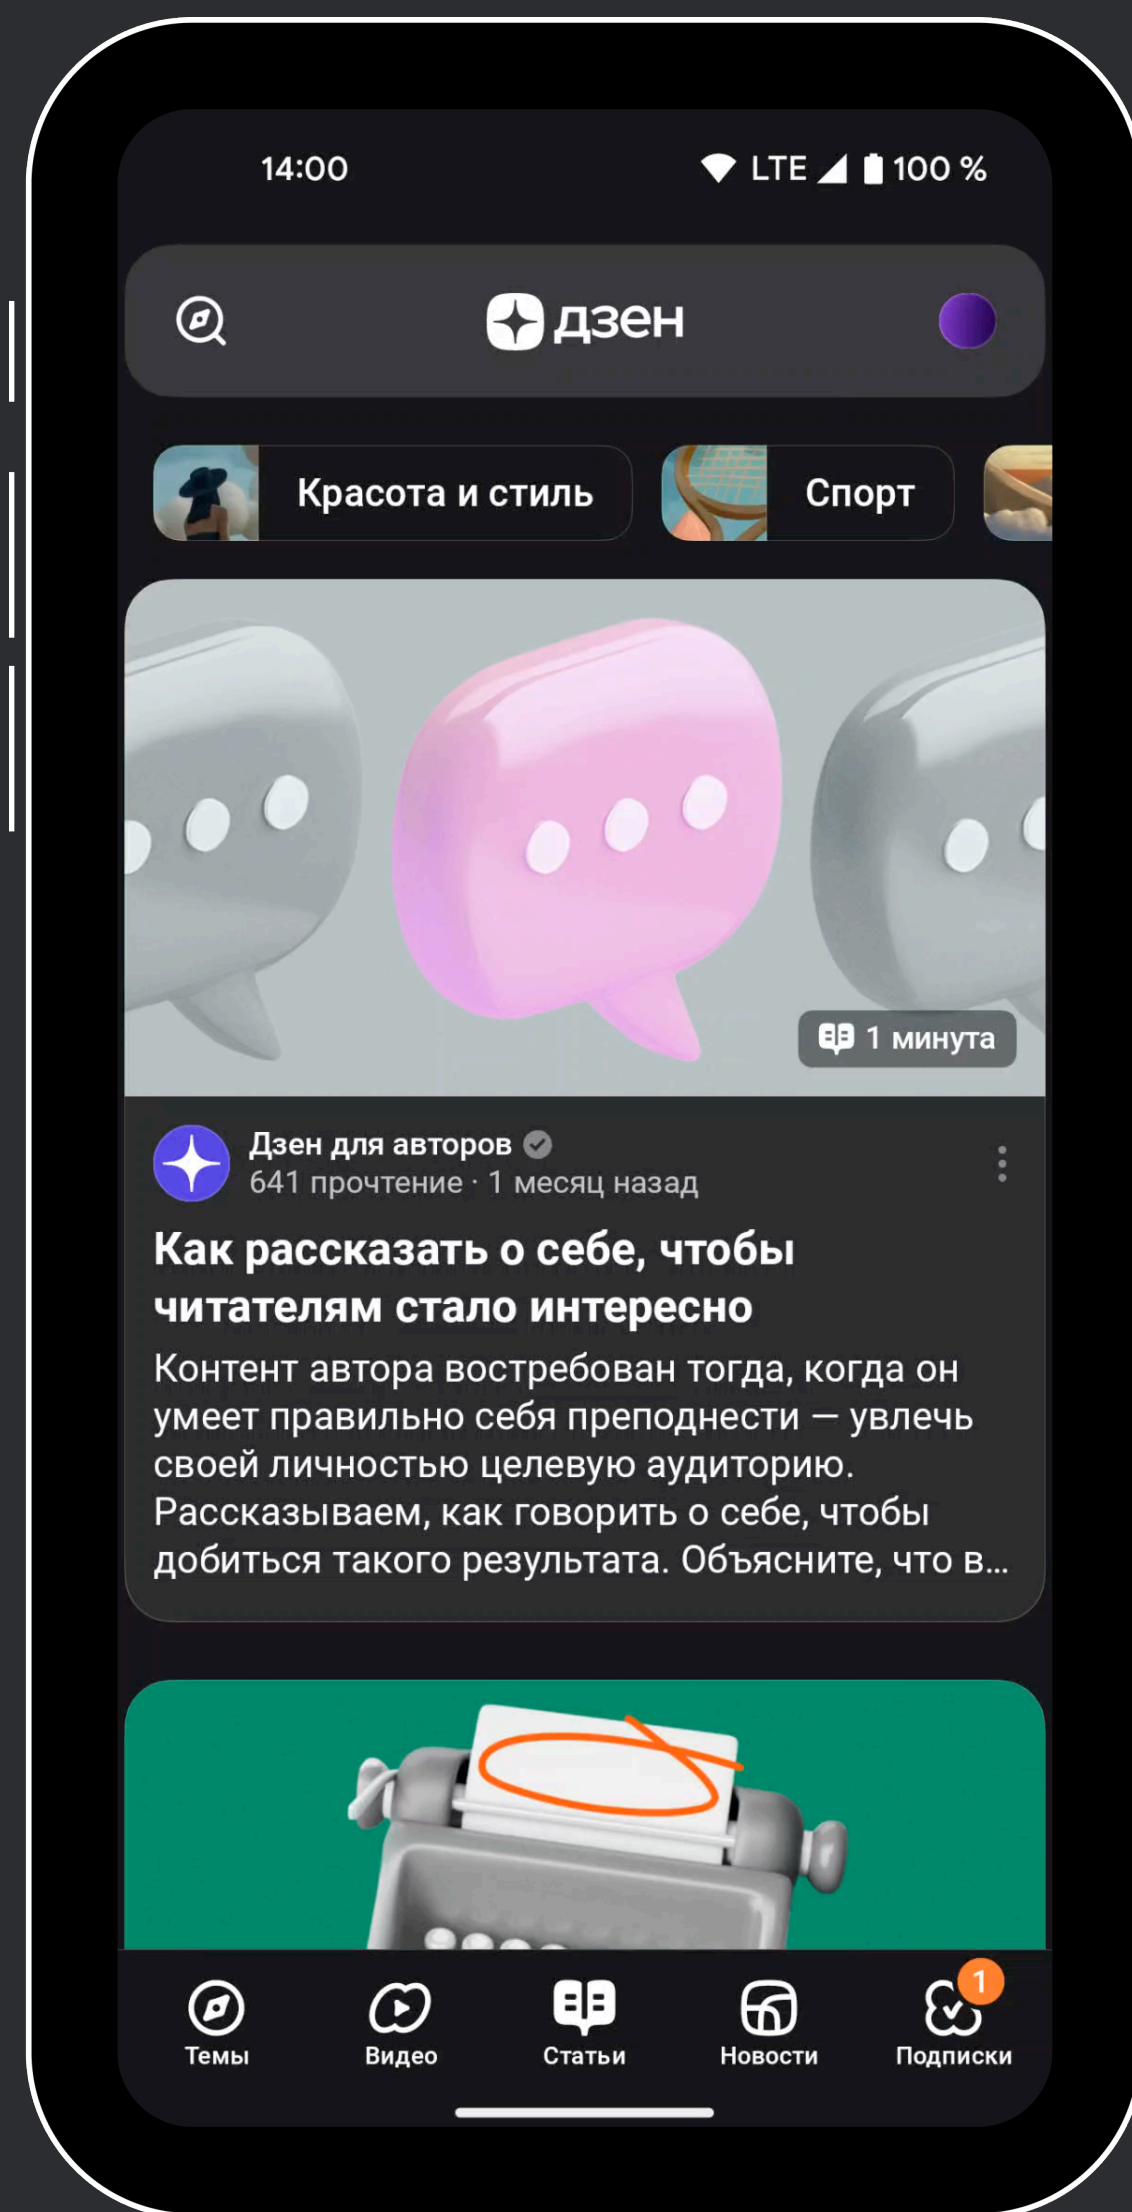 14:00
LTE 100 %
дзен
Красота и стиль
Спорт
1 минута
Дзен для авторов
641 прочтение · 1 месяц назад
Как рассказать о себе, чтобы
читателям стало интересно
Контент автора востребован тогда, когда он
умеет правильно себя преподнести — увлечь
своей личностью целевую аудиторию.
Рассказываем, как говорить о себе, чтобы
добиться такого результата. Объясните, что в...
1
Темы
Видео
Статьи
Новости
Подписки